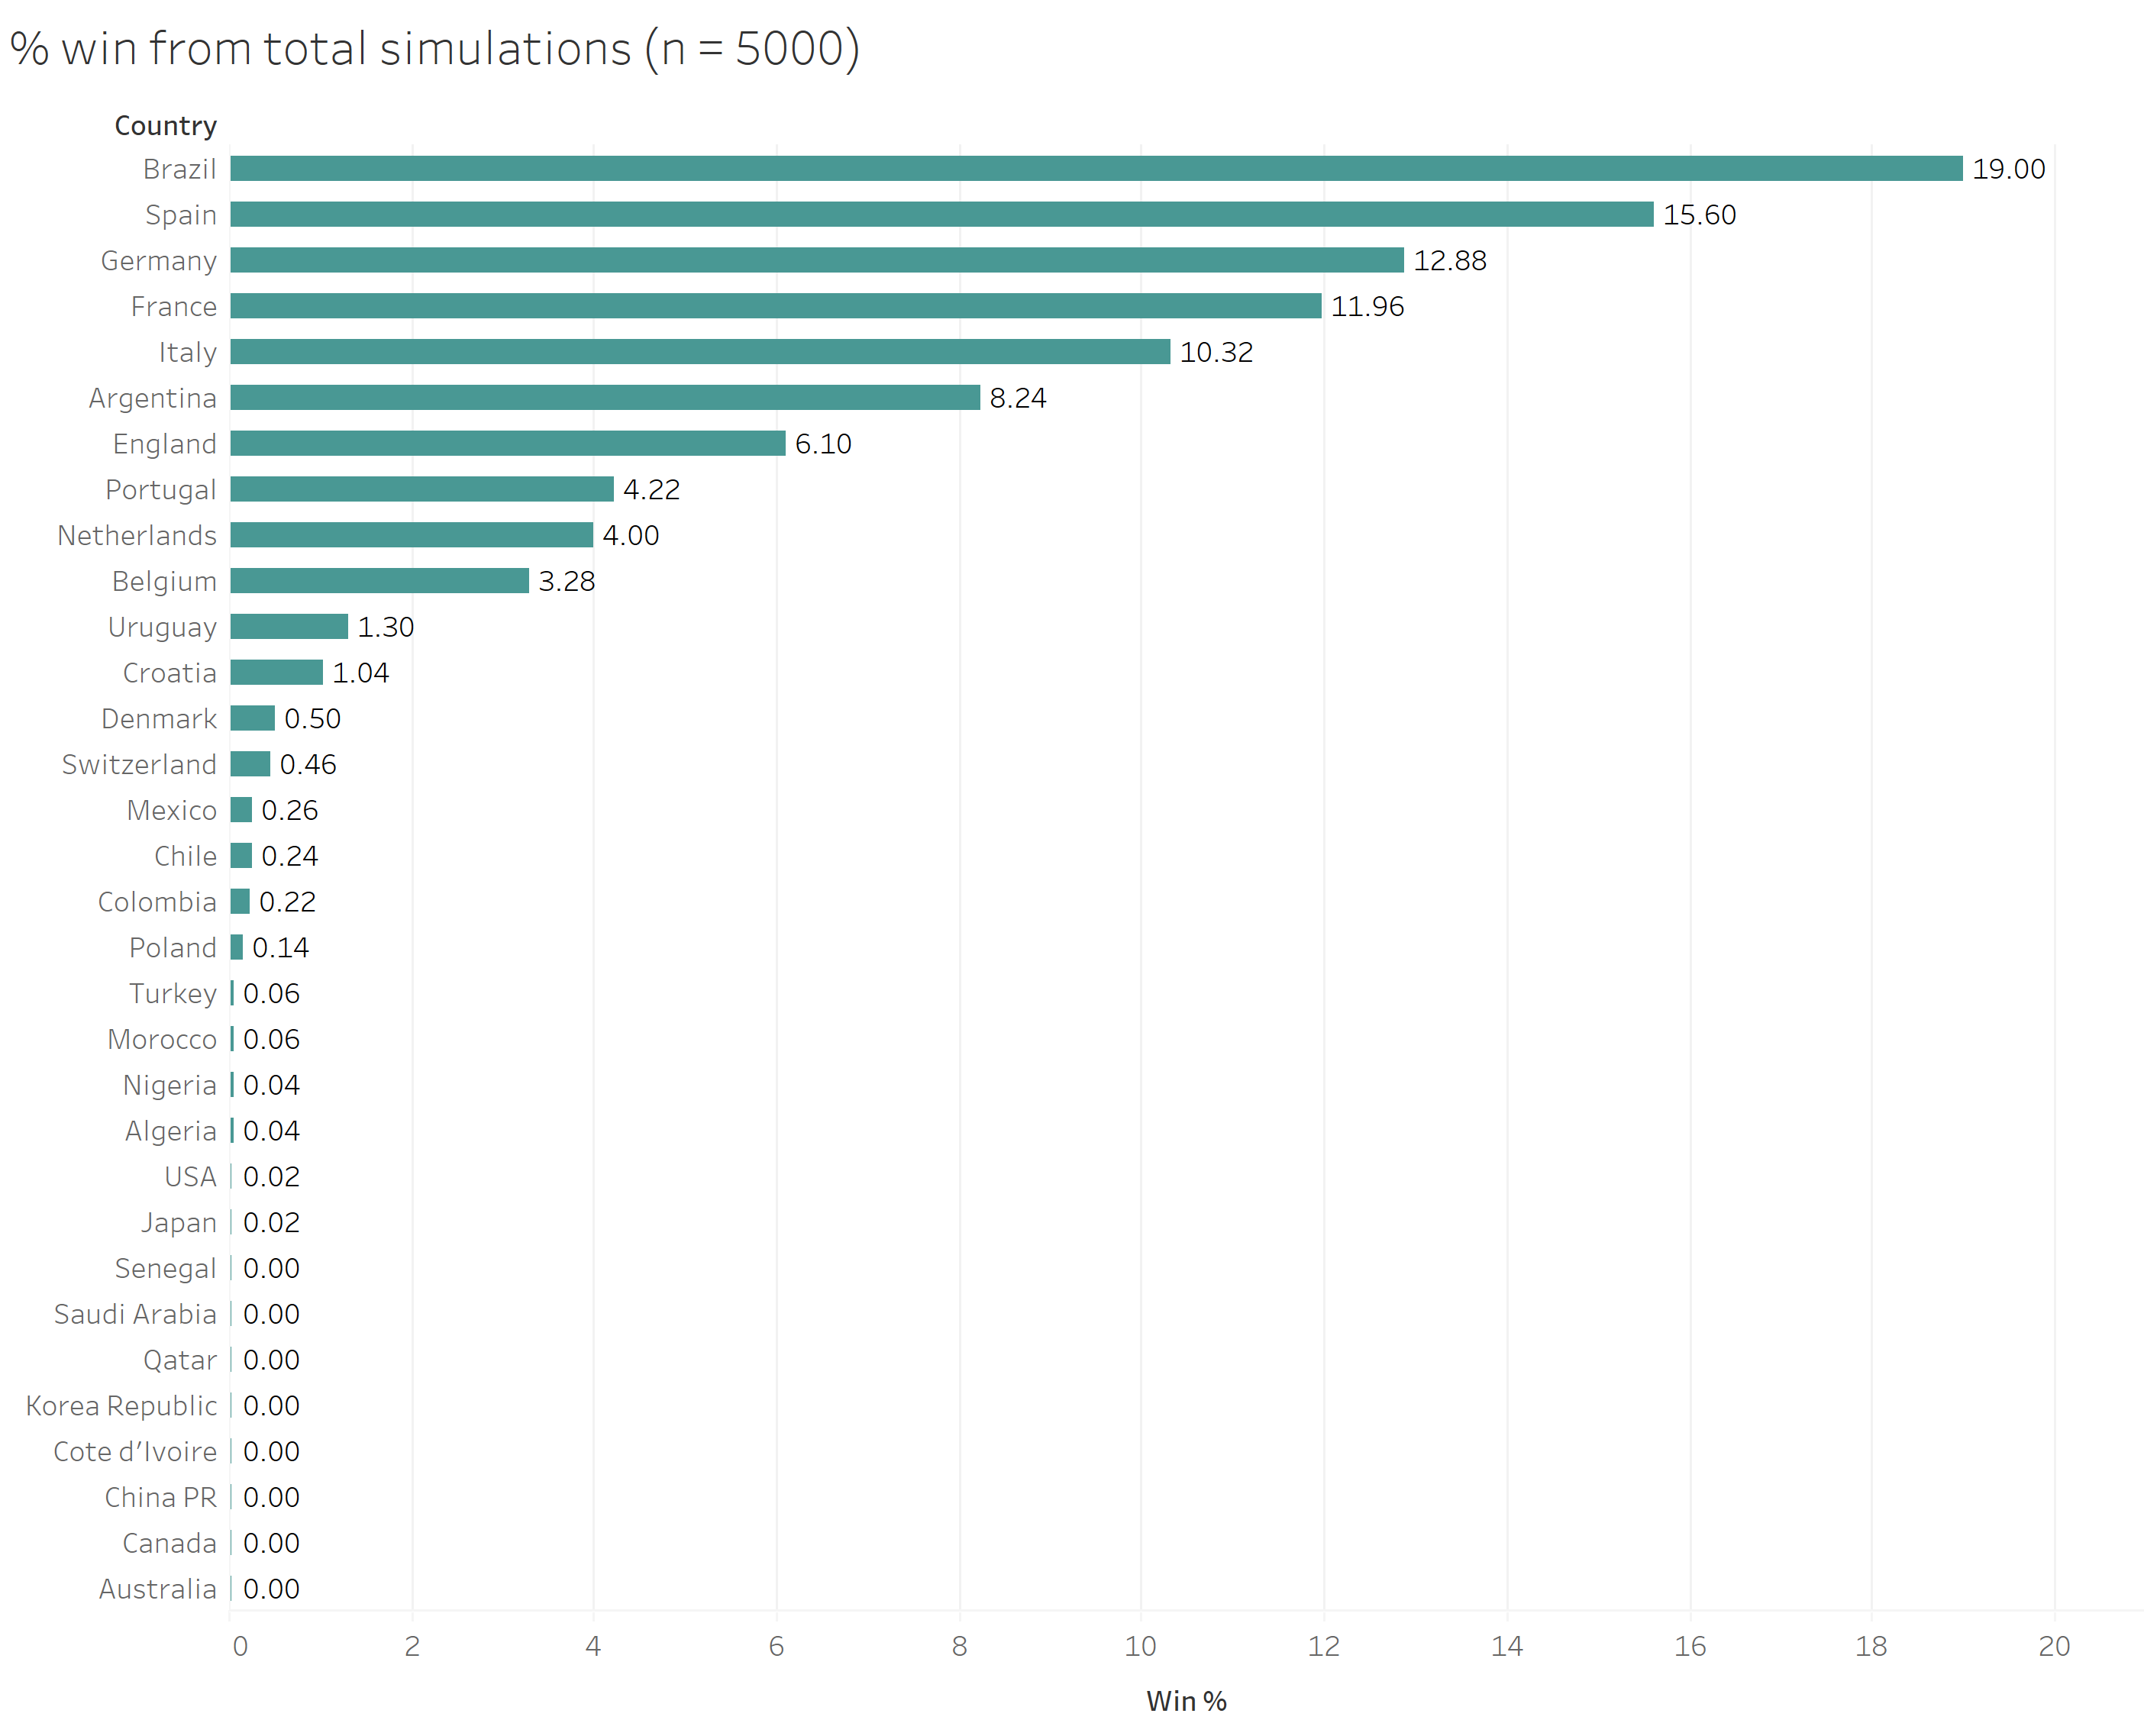 % win from total simulations (n = 5000)
Country
Brazil 19.00
Spain 15.60
Germany 12.88
France 11.96
Italy 10.32
Argentina 8.24
England 6.10
Portugal 4.22
Netherlands 4.00
Belgium 3.28
Uruguay 1.30
Croatia 1.04
Denmark 0.50
Switzerland 0.46
Mexico 0.26
Chile 0.24
Colombia 0.22
Poland 0.14
Turkey 0.06
Morocco 0.06
Nigeria 0.04
Algeria 0.04
USA 0.02
Japan 0.02
Senegal 0.00
Saudi Arabia 0.00
Qatar 0.00
Korea Republic 0.00
Cote d'Ivoire 0.00
China PR 0.00
Canada 0.00
Australia 0.00
0 2 4 6 8 10 12 14 16 18 20
Win %